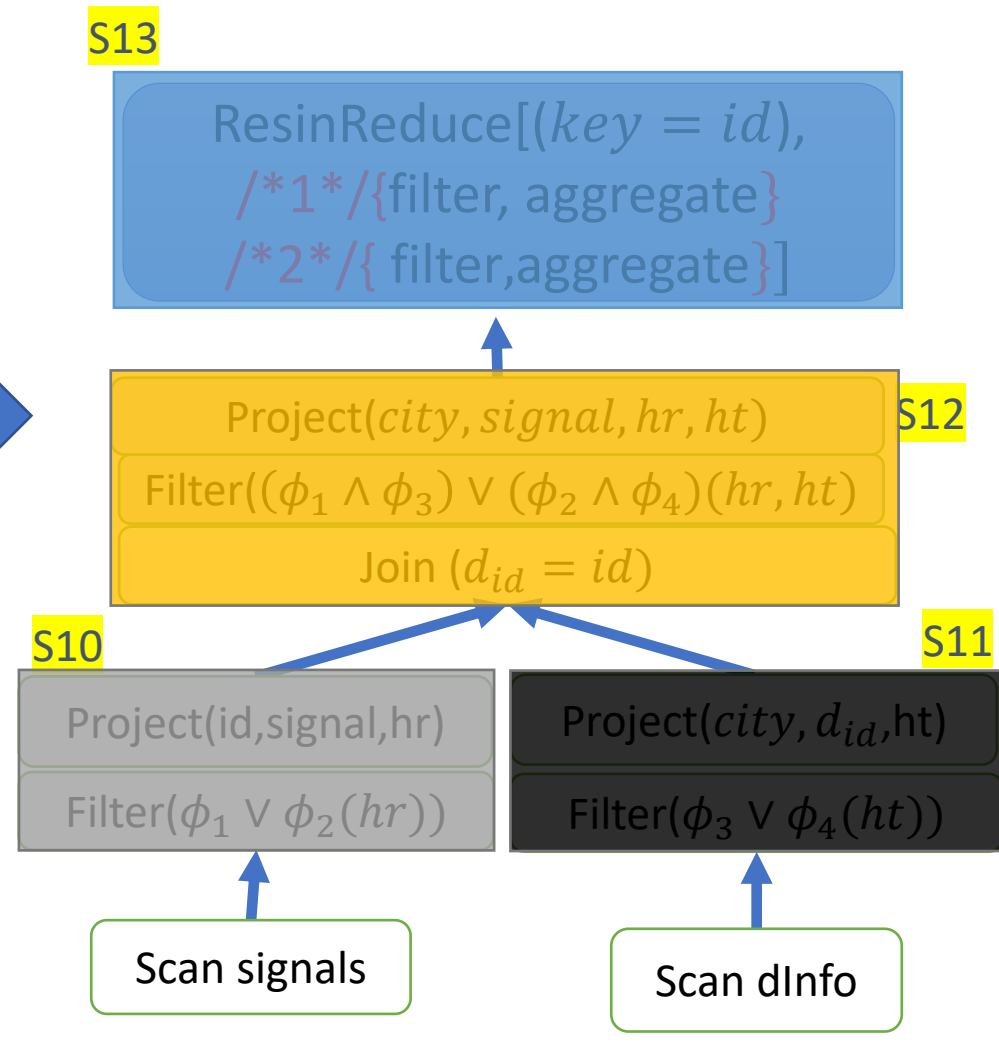 S13
ResinReduce[(key = id),
/*1*/{filter, aggregate}
/*2*/{ filter,aggregate}]
Project(city, signal, hr, ht)
S12
Filter((ϕ₁ ∧ ϕ₃) ∨ (ϕ₂ ∧ ϕ₄)(hr, ht)
Join (d_id = id)
S10
S11
Project(id,signal,hr)
Project(city, d_id,ht)
Filter(ϕ₁ ∨ ϕ₂(hr))
Filter(ϕ₃ ∨ ϕ₄(ht))
Scan signals
Scan dInfo